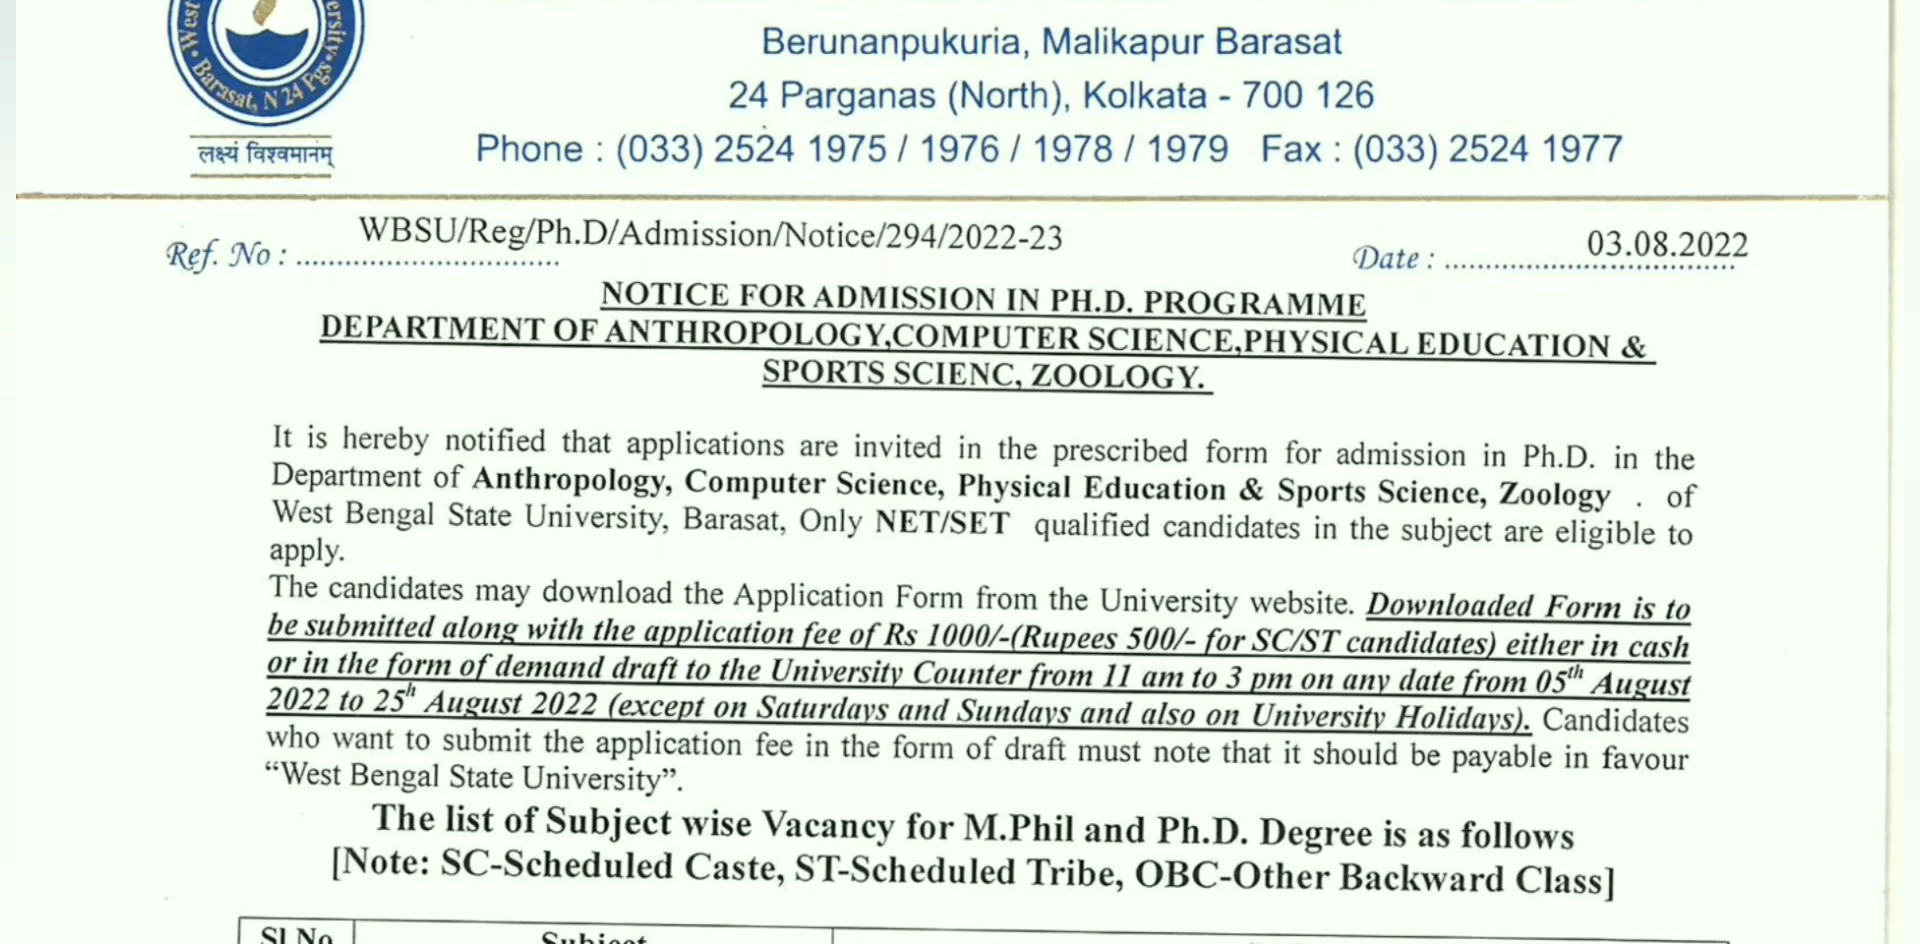 West
ersity
Barasat, N 24 Pgs
लक्ष्यं विश्वमानम्
Berunanpukuria, Malikapur Barasat
24 Parganas (North), Kolkata - 700 126
Phone : (033) 2524 1975 / 1976 / 1978 / 1979 Fax : (033) 2524 1977
Ref. No : WBSU/Reg/Ph.D/Admission/Notice/294/2022-23
Date : 03.08.2022
NOTICE FOR ADMISSION IN PH.D. PROGRAMME
DEPARTMENT OF ANTHROPOLOGY,COMPUTER SCIENCE,PHYSICAL EDUCATION &
SPORTS SCIENC, ZOOLOGY.
It is hereby notified that applications are invited in the prescribed form for admission in Ph.D. in the
Department of Anthropology, Computer Science, Physical Education & Sports Science, Zoology . of
West Bengal State University, Barasat, Only NET/SET qualified candidates in the subject are eligible to
apply.
The candidates may download the Application Form from the University website. Downloaded Form is to
be submitted along with the application fee of Rs 1000/-(Rupees 500/- for SC/ST candidates) either in cash
or in the form of demand draft to the University Counter from 11 am to 3 pm on any date from 05th August
2022 to 25h August 2022 (except on Saturdays and Sundays and also on University Holidays). Candidates
who want to submit the application fee in the form of draft must note that it should be payable in favour
“West Bengal State University”.
The list of Subject wise Vacancy for M.Phil and Ph.D. Degree is as follows
[Note: SC-Scheduled Caste, ST-Scheduled Tribe, OBC-Other Backward Class]
Sl No
Subject